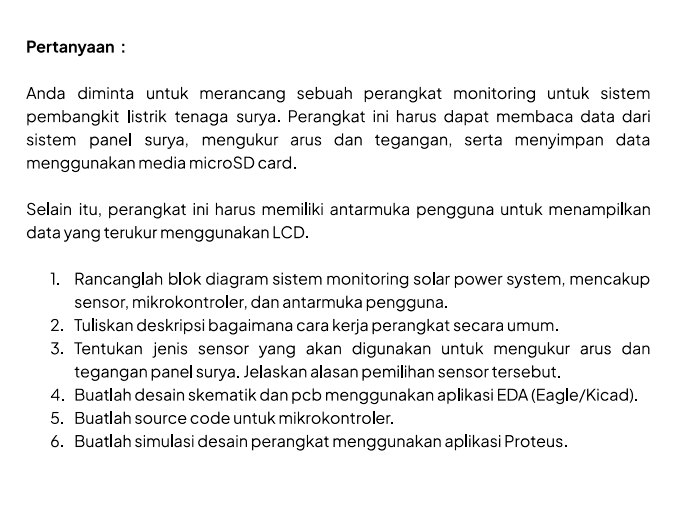 Pertanyaan :
Anda diminta untuk merancang sebuah perangkat monitoring untuk sistem
pembangkit listrik tenaga surya. Perangkat ini harus dapat membaca data dari
sistem panel surya, mengukur arus dan tegangan, serta menyimpan data
menggunakan media microSD card.
Selain itu, perangkat ini harus memiliki antarmuka pengguna untuk menampilkan
data yang terukur menggunakan LCD.
1. Rancanglah blok diagram sistem monitoring solar power system, mencakup
sensor, mikrokontroler, dan antarmuka pengguna.
2. Tuliskan deskripsi bagaimana cara kerja perangkat secara umum.
3. Tentukan jenis sensor yang akan digunakan untuk mengukur arus dan
tegangan panel surya. Jelaskan alasan pemilihan sensor tersebut.
4. Buatlah desain skematik dan pcb menggunakan aplikasi EDA (Eagle/Kicad).
5. Buatlah source code untuk mikrokontroler.
6. Buatlah simulasi desain perangkat menggunakan aplikasi Proteus.